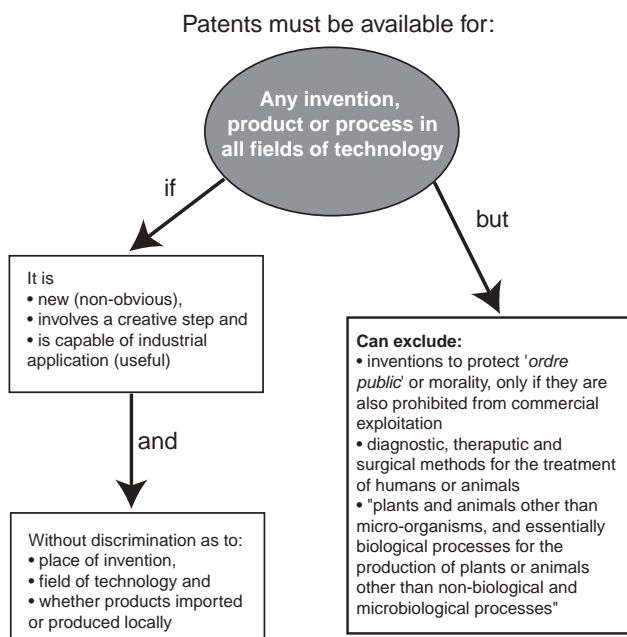 Patents must be available for:
Any invention,
product or process in
all fields of technology
if
but
It is
• new (non-obvious),
• involves a creative step and
• is capable of industrial
application (useful)
and
Without discrimination as to:
• place of invention,
• field of technology and
• whether products imported
or produced locally
Can exclude:
• inventions to protect 'ordre
public' or morality, only if they are
also prohibited from commercial
exploitation
• diagnostic, theraputic and
surgical methods for the treatment
of humans or animals
• "plants and animals other than
micro-organisms, and essentially
biological processes for the
production of plants or animals
other than non-biological and
microbiological processes"